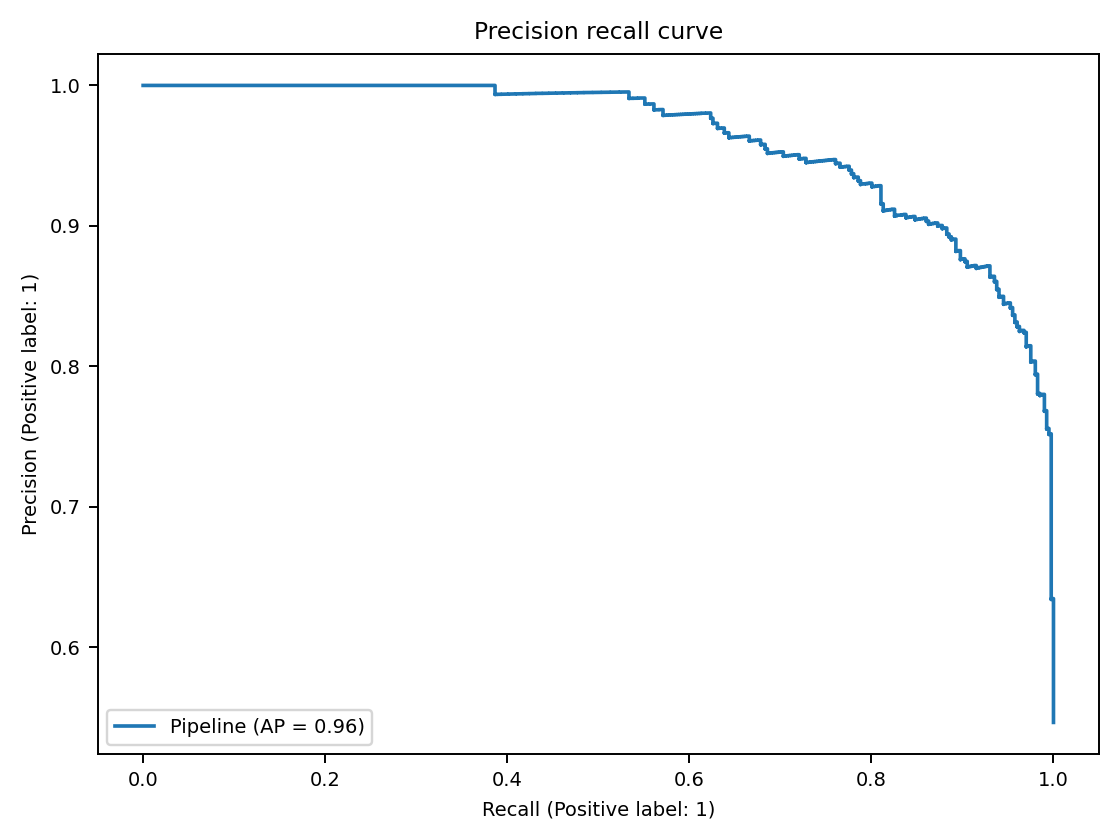 Precision recall curve
1.0
0.9
0.8
0.7
0.6
Precision (Positive label: 1)
Pipeline (AP = 0.96)
0.0 0.2 0.4 0.6 0.8 1.0
Recall (Positive label: 1)